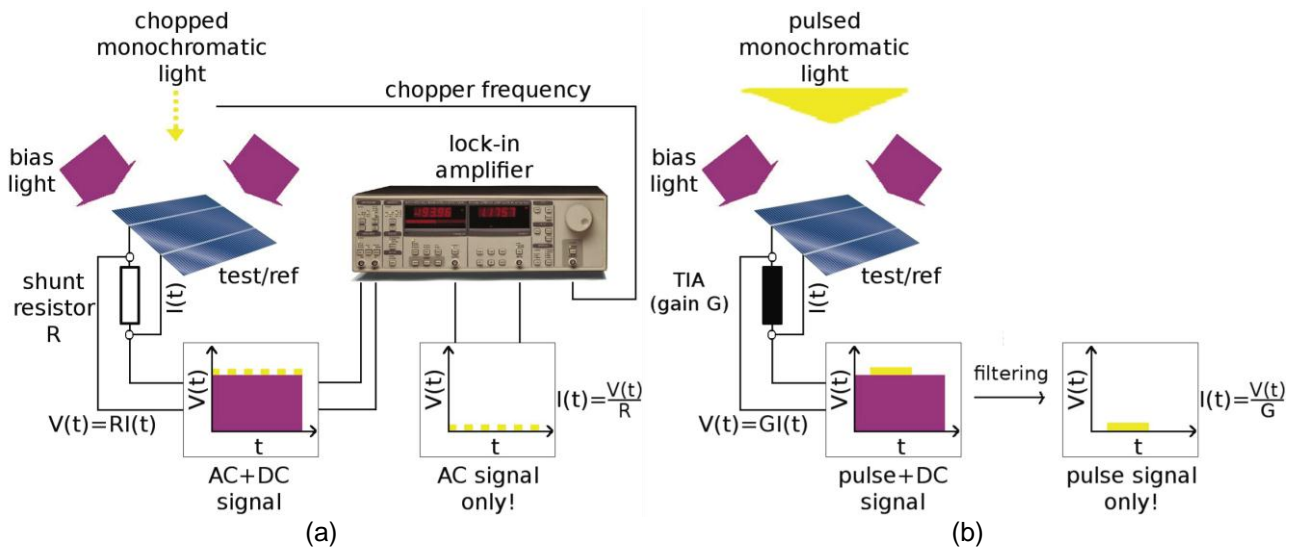 chopped
monochromatic
light
chopper frequency
bias
light
lock-in
amplifier
test/ref
shunt
resistor
R
I(t)
V(t)=RI(t)
V(t)
t
AC+DC
signal
V(t)
t
I(t)=V(t)/R
AC signal
only!
(a)
pulsed
monochromatic
light
bias
light
test/ref
TIA
(gain G)
I(t)
V(t)=GI(t)
V(t)
t
pulse+DC
signal
filtering
V(t)
t
I(t)=V(t)/G
pulse signal
only!
(b)